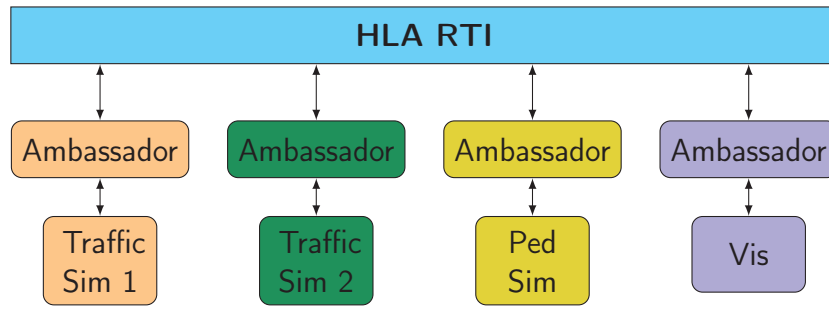 HLA RTI
Ambassador
Ambassador
Ambassador
Ambassador
Traffic
Sim 1
Traffic
Sim 2
Ped
Sim
Vis